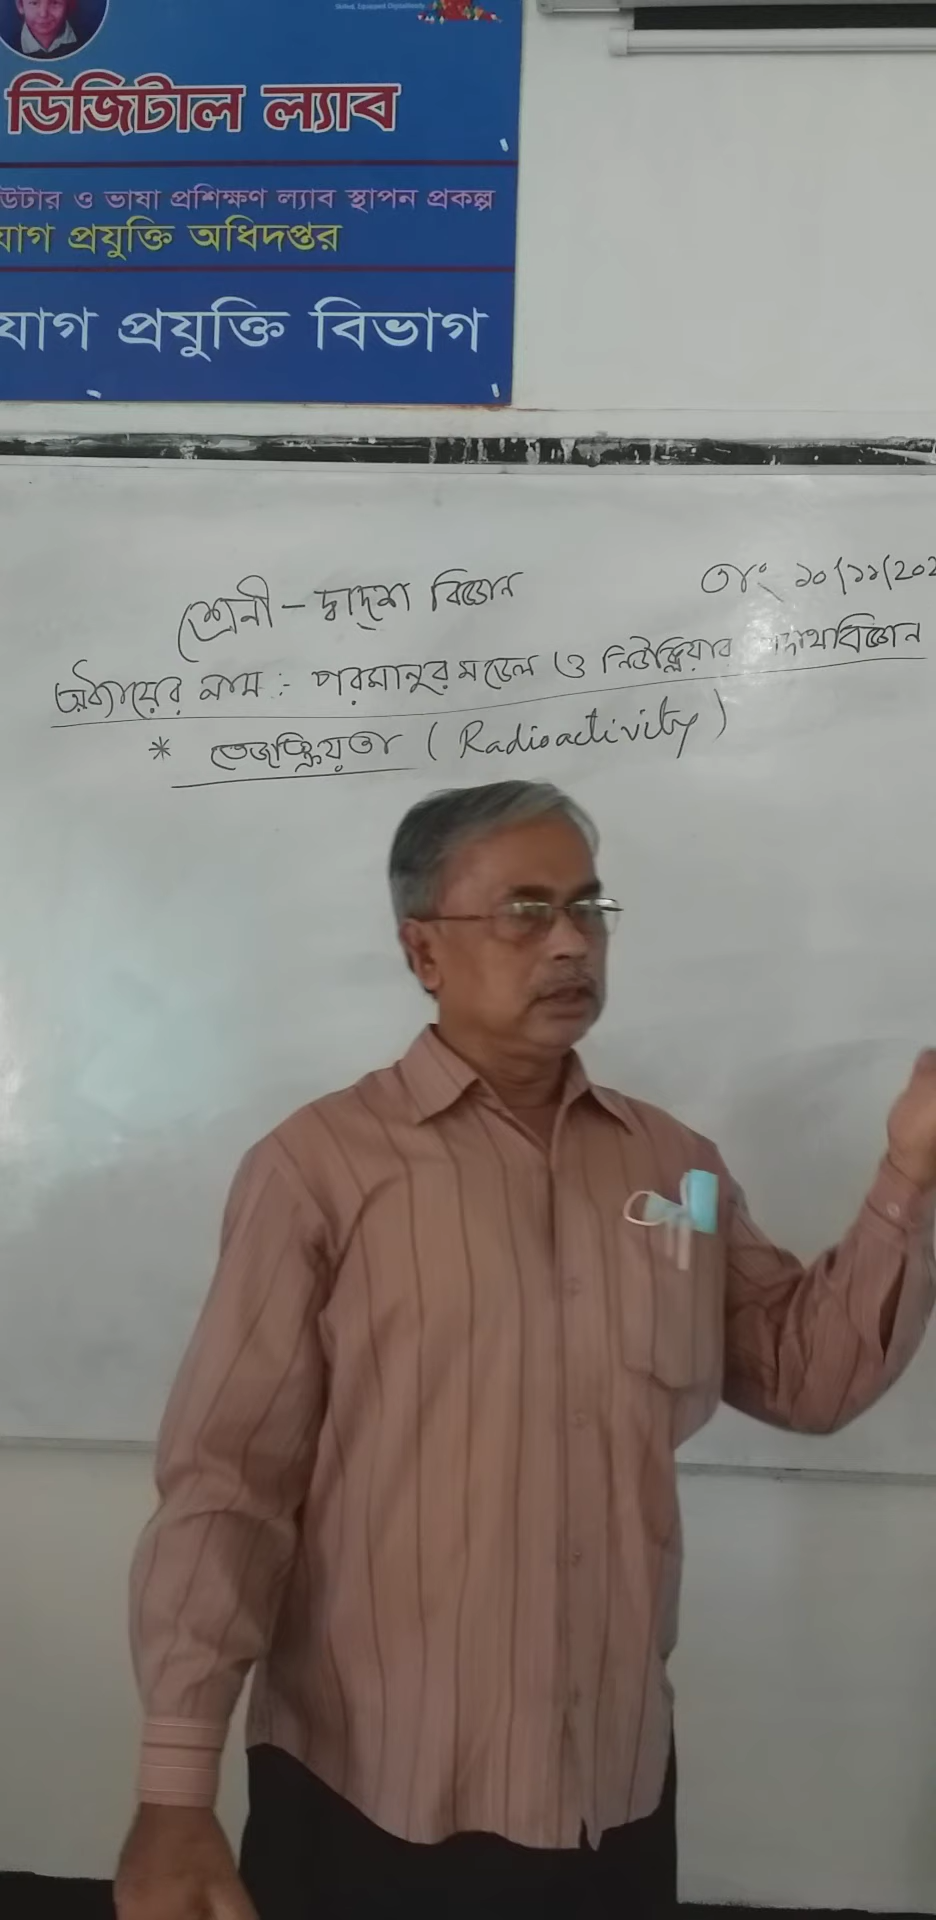 ডিজিটাল ল্যাব
উটার ও ভাষা প্রশিক্ষণ ল্যাব স্থাপন প্রকল্প
যোগ প্রযুক্তি অধিদপ্তর
যোগ প্রযুক্তি বিভাগ
শ্রেনী - দ্বাদশ বিজ্ঞান তাং ১০/১১/202
অধ্যায়ের নাম :- পরমানুর মডেল ও নিউক্লিয়ার পদার্থবিজ্ঞান
* তেজস্ক্রিয়তা ( Radioactivity )